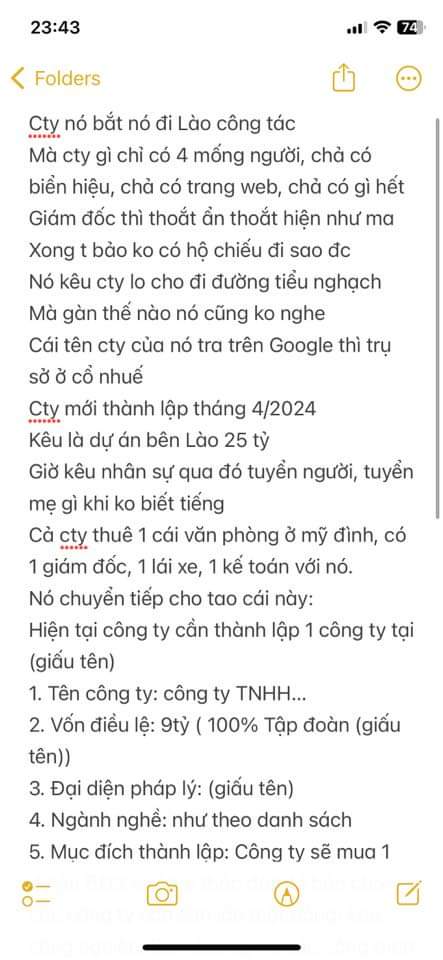 23:43
74
Folders
Cty nó bắt nó đi Lào công tác
Mà cty gì chỉ có 4 mống người, chả có
biển hiệu, chả có trang web, chả có gì hết
Giám đốc thì thoắt ẩn thoắt hiện như ma
Xong t bảo ko có hộ chiếu đi sao đc
Nó kêu cty lo cho đi đường tiểu nghạch
Mà gàn thế nào nó cũng ko nghe
Cái tên cty của nó tra trên Google thì trụ
sở ở cổ nhuế
Cty mới thành lập tháng 4/2024
Kêu là dự án bên Lào 25 tỷ
Giờ kêu nhân sự qua đó tuyển người, tuyển
mẹ gì khi ko biết tiếng
Cả cty thuê 1 cái văn phòng ở mỹ đình, có
1 giám đốc, 1 lái xe, 1 kế toán với nó.
Nó chuyển tiếp cho tao cái này:
Hiện tại công ty cần thành lập 1 công ty tại
(giấu tên)
1. Tên công ty: công ty TNHH...
2. Vốn điều lệ: 9tỷ ( 100% Tập đoàn (giấu
tên))
3. Đại diện pháp lý: (giấu tên)
4. Ngành nghề: như theo danh sách
5. Mục đích thành lập: Công ty sẽ mua 1